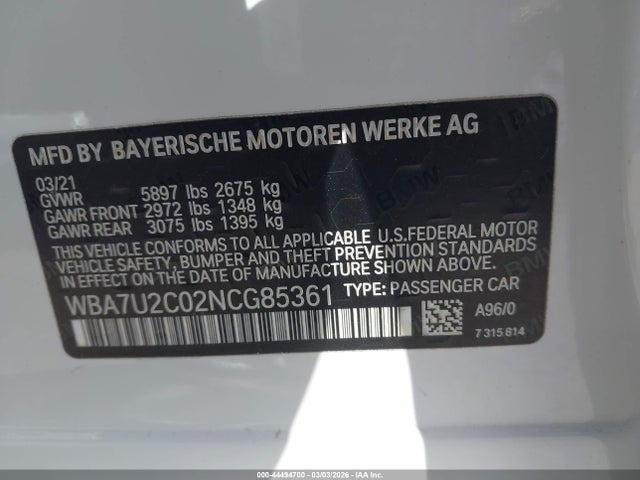 MFD BY BAYERISCHE MOTOREN WERKE AG
03/21
GVWR 5897 lbs 2675 kg
GAWR FRONT 2972 lbs 1348 kg
GAWR REAR 3075 lbs 1395 kg
THIS VEHICLE CONFORMS TO ALL APPLICABLE U.S.FEDERAL MOTOR
VEHICLE SAFETY, BUMPER, AND THEFT PREVENTION STANDARDS
IN EFFECT ON THE DATE OF MANUFACTURE SHOWN ABOVE.
WBA7U2C02NCG85361 TYPE: PASSENGER CAR
A96/0
7 315 814
000-44494700 - 03/03/2026 - IAA Branch